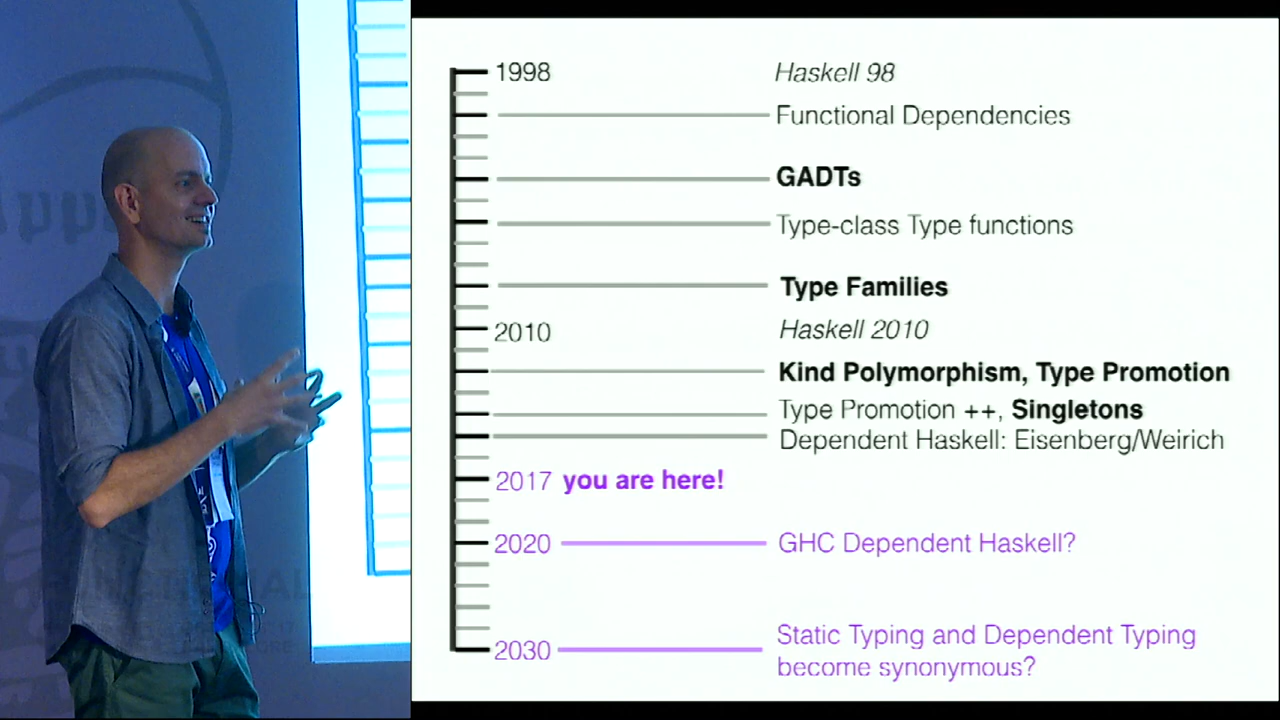 1998 Haskell 98
Functional Dependencies
GADTs
Type-class Type functions
Type Families
2010 Haskell 2010
Kind Polymorphism, Type Promotion
Type Promotion ++, Singletons
Dependent Haskell: Eisenberg/Weirich
2017 you are here!
2020 GHC Dependent Haskell?
2030 Static Typing and Dependent Typing
become synonymous?